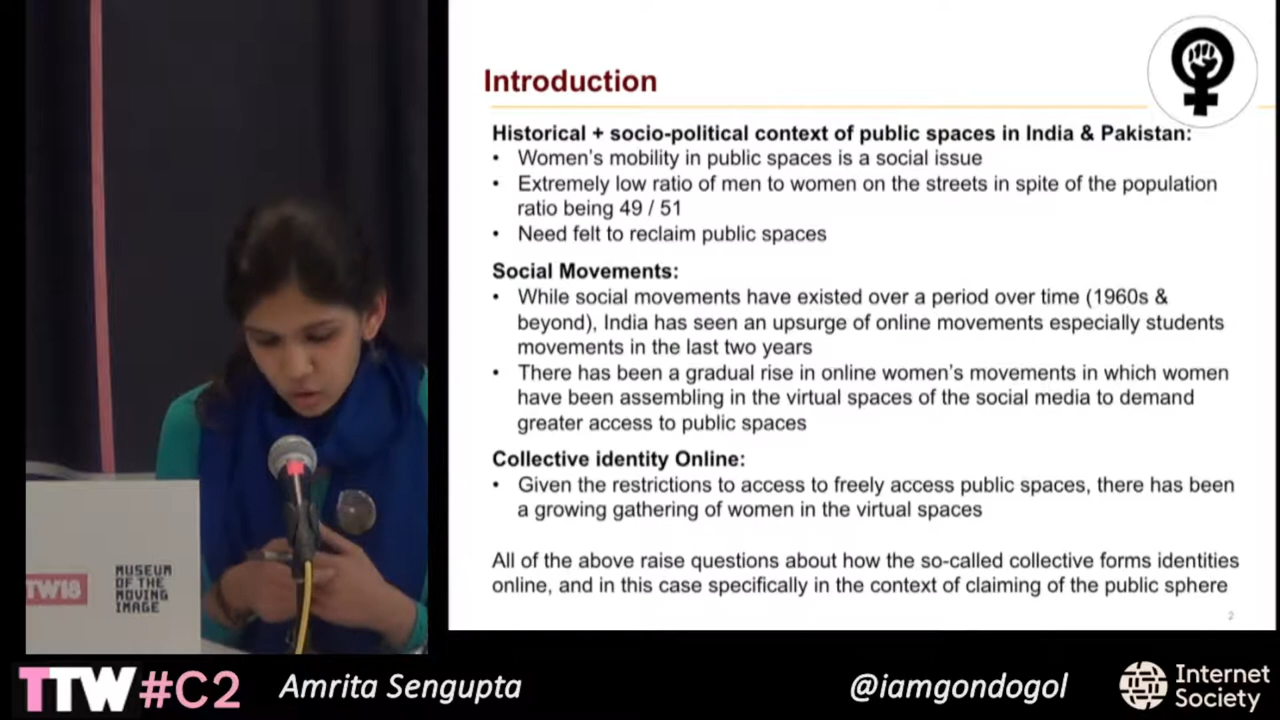 Introduction
Historical + socio-political context of public spaces in India & Pakistan:
• Women's mobility in public spaces is a social issue
• Extremely low ratio of men to women on the streets in spite of the population
ratio being 49 / 51
• Need felt to reclaim public spaces
Social Movements:
• While social movements have existed over a period over time (1960s &
beyond), India has seen an upsurge of online movements especially students
movements in the last two years
• There has been a gradual rise in online women's movements in which women
have been assembling in the virtual spaces of the social media to demand
greater access to public spaces
Collective identity Online:
• Given the restrictions to access to freely access public spaces, there has been
a growing gathering of women in the virtual spaces
All of the above raise questions about how the so-called collective forms identities
online, and in this case specifically in the context of claiming of the public sphere
2
TW18
MUSEUM
OF THE
MOVING
IMAGE
TTW #C2
Amrita Sengupta
@iamgondogol
Internet
Society